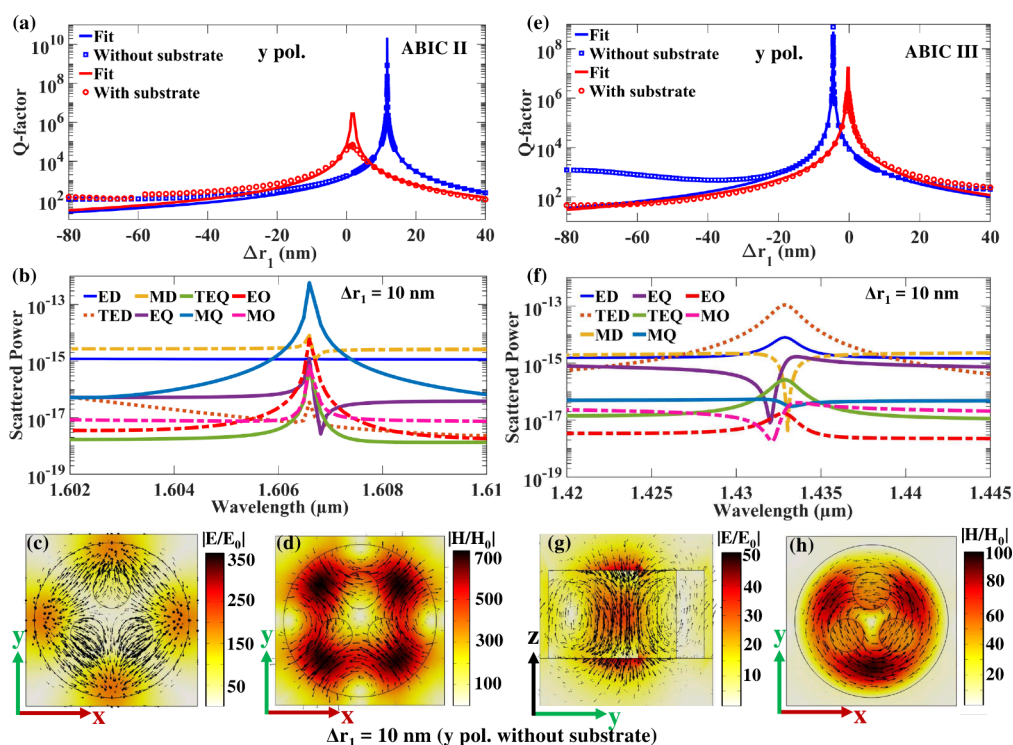 (a)
10^10
10^8
10^6
10^4
10^2
Q-factor
Fit
Without substrate
Fit
With substrate
y pol.
ABIC II
-80 -60 -40 -20 0 20 40
Δr₁ (nm)
(e)
10^8
10^6
10^4
10^2
Q-factor
Fit
Without substrate
Fit
With substrate
y pol.
ABIC III
-80 -60 -40 -20 0 20 40
Δr₁ (nm)
(b)
10^-13
10^-15
10^-17
10^-19
Scattered Power
ED MD TEQ EO
TED EQ MQ MO
Δr₁ = 10 nm
1.602 1.604 1.606 1.608 1.61
Wavelength (µm)
(f)
10^-13
10^-15
10^-17
10^-19
Scattered Power
ED EQ EO
TED TEQ MO
MD MQ
Δr₁ = 10 nm
1.42 1.425 1.43 1.435 1.44 1.445
Wavelength (µm)
(c)
|E/E₀|
350
250
150
50
y
x
(d)
|H/H₀|
700
500
300
100
y
x
(g)
|E/E₀|
50
40
30
20
10
z
y
(h)
|H/H₀|
100
80
60
40
20
y
x
Δr₁ = 10 nm (y pol. without substrate)